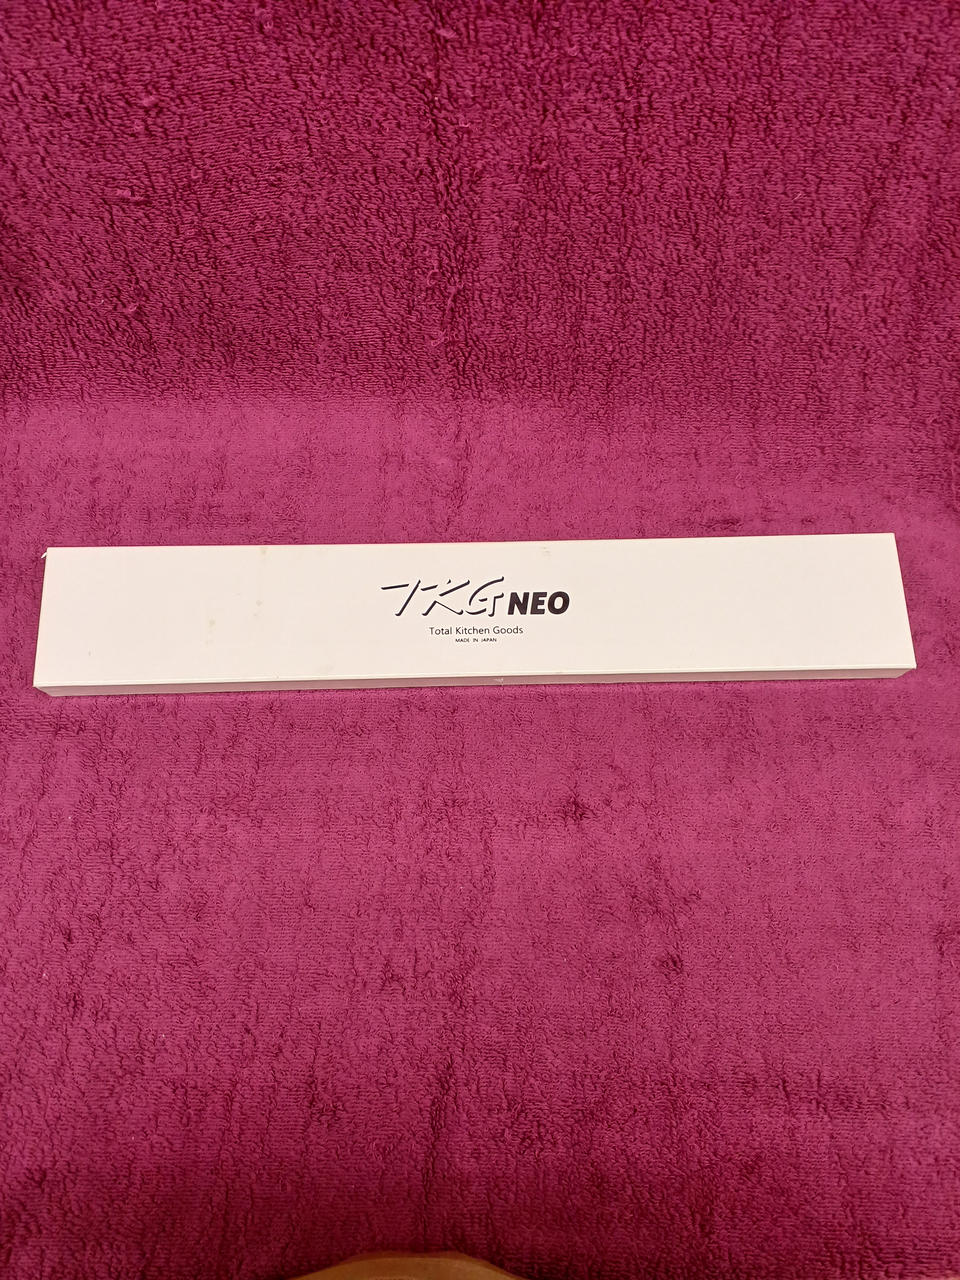 TKG NEO
Total Kitchen Goods
MADE IN JAPAN